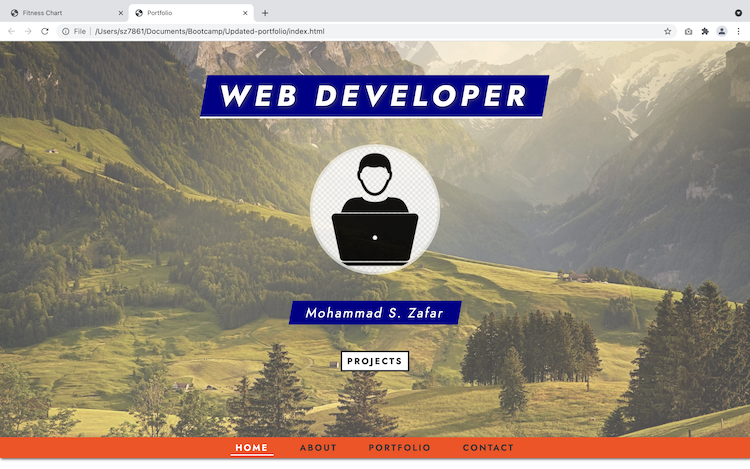 Fitness Chart
Portfolio
File | /Users/sz7861/Documents/Bootcamp/Updated-portfolio/index.html
WEB DEVELOPER
Mohammad S. Zafar
PROJECTS
HOME ABOUT PORTFOLIO CONTACT